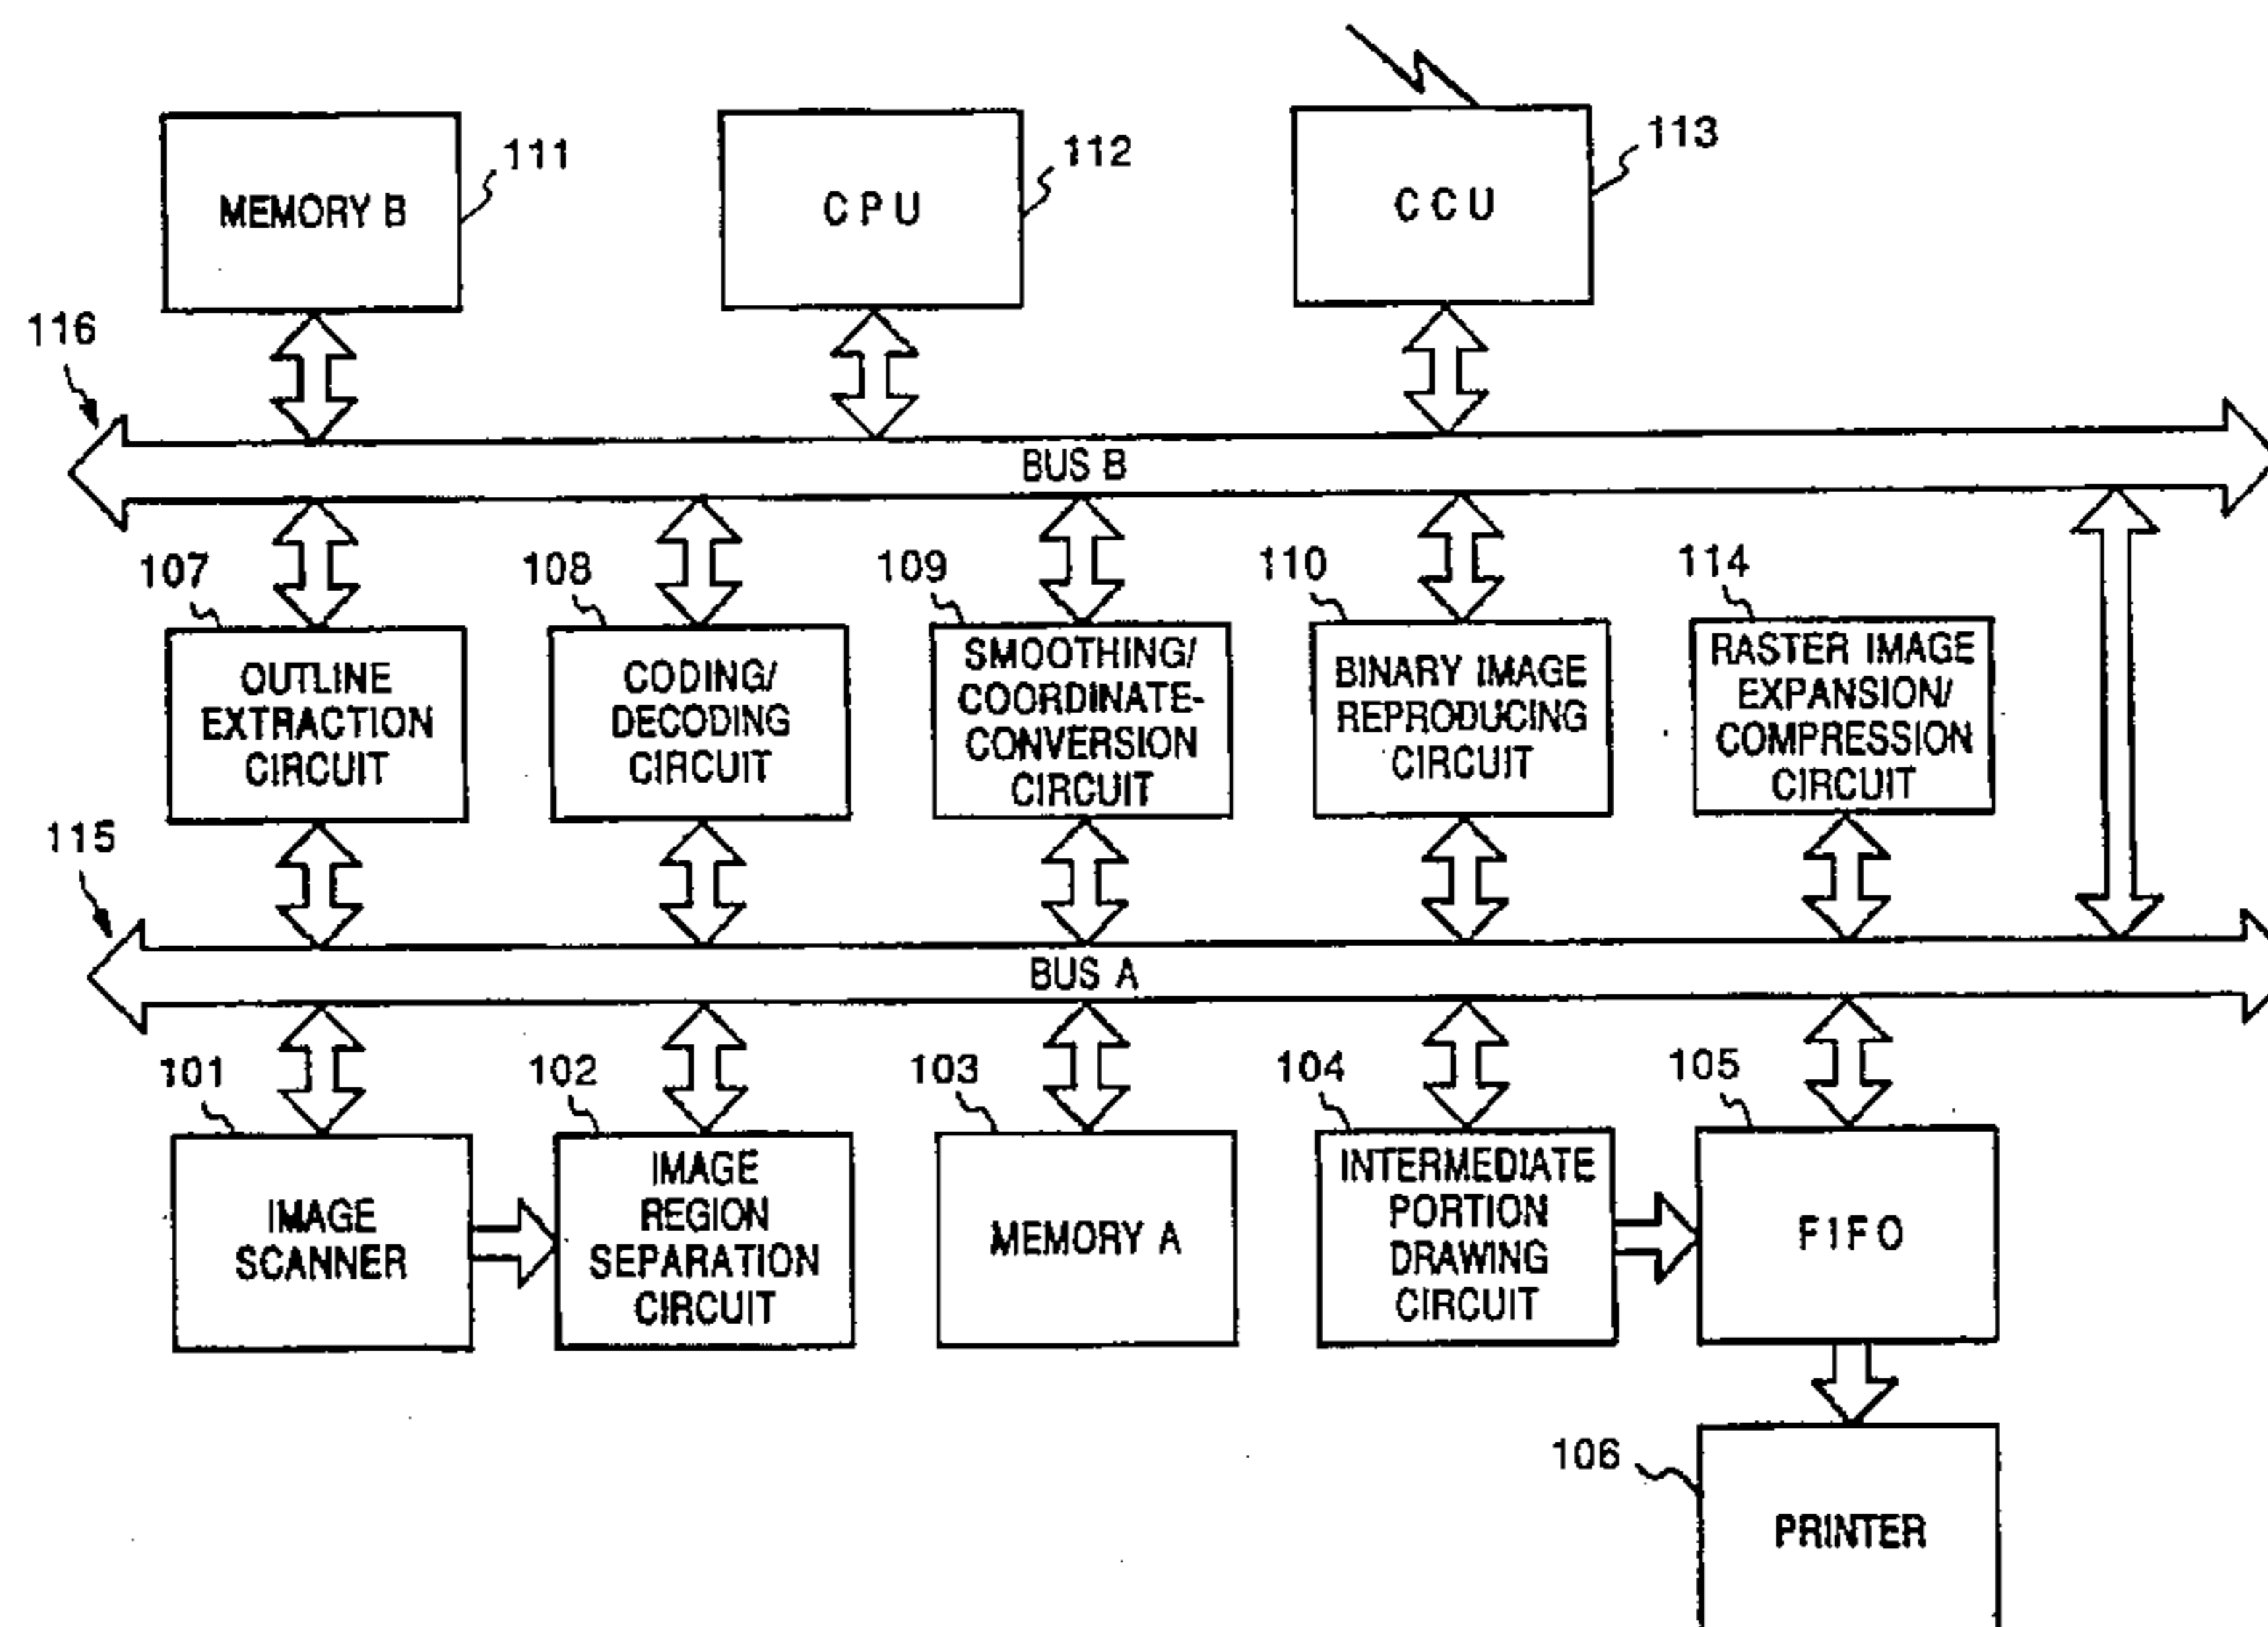 111
112
113
MEMORY B
CPU
CCU
116
BUS B
107
108
109
110
114
OUTLINE
EXTRACTION
CIRCUIT
CODING/
DECODING
CIRCUIT
SMOOTHING/
COORDINATE-
CONVERSION
CIRCUIT
BINARY IMAGE
REPRODUCING
CIRCUIT
RASTER IMAGE
EXPANSION/
COMPRESSION
CIRCUIT
115
BUS A
101
102
103
104
105
IMAGE
SCANNER
IMAGE
REGION
SEPARATION
CIRCUIT
MEMORY A
INTERMEDIATE
PORTION
DRAWING
CIRCUIT
FIFO
106
PRINTER